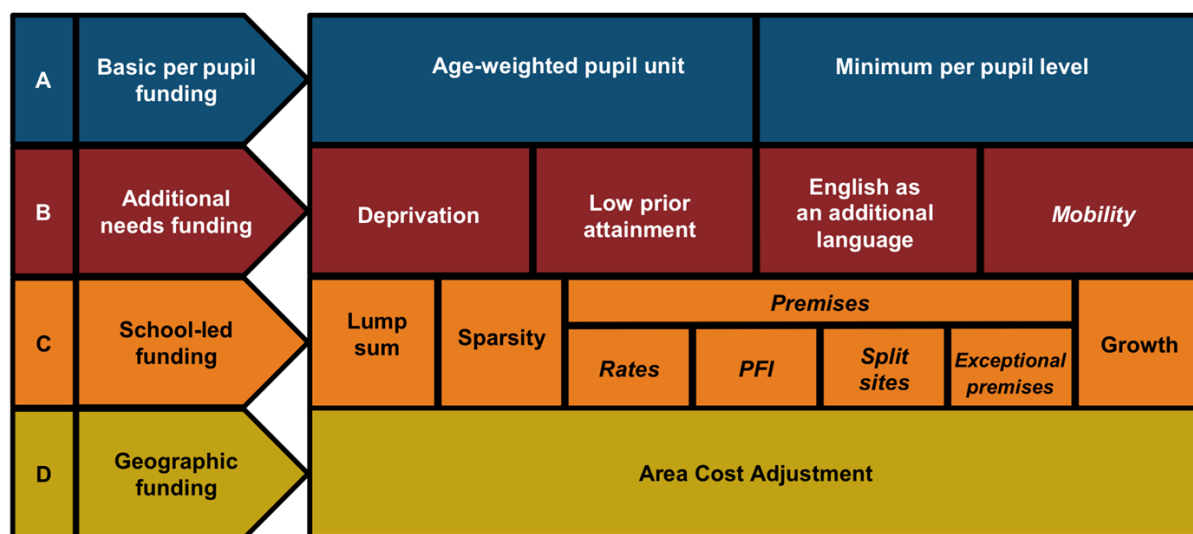 A
Basic per pupil
funding
Age-weighted pupil unit
Minimum per pupil level
B
Additional
needs funding
Deprivation
Low prior
attainment
English as
an additional
language
Mobility
C
School-led
funding
Lump
sum
Sparsity
Premises
Rates
PFI
Split
sites
Exceptional
premises
Growth
D
Geographic
funding
Area Cost Adjustment